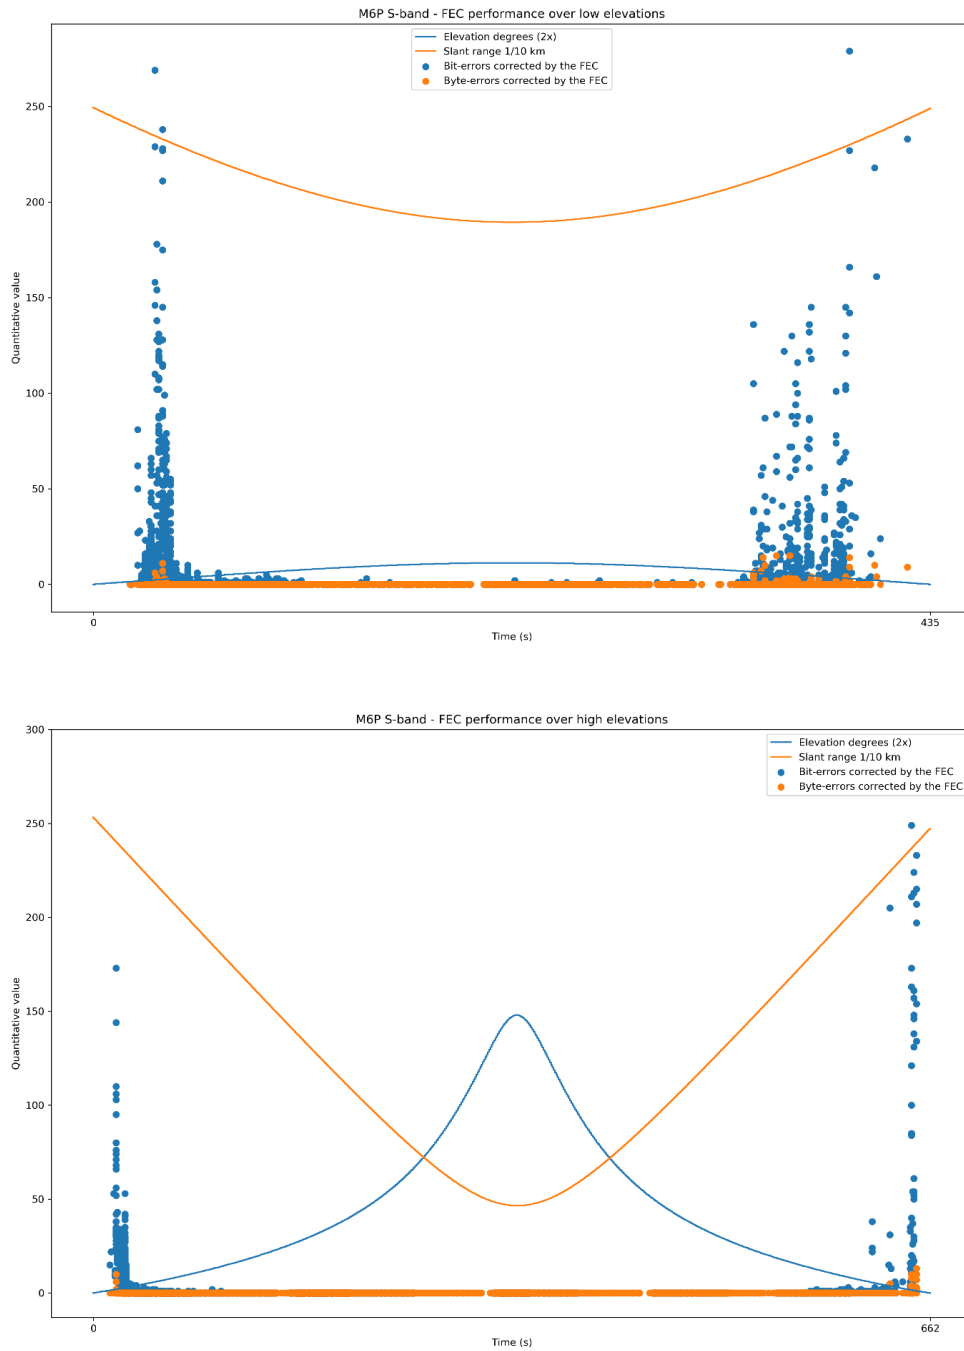 M6P S-band - FEC performance over low elevations
Elevation degrees (2x)
Slant range 1/10 km
Bit-errors corrected by the FEC
Byte-errors corrected by the FEC
250
200
150
100
50
0
Quantitative value
0
435
Time (s)
M6P S-band - FEC performance over high elevations
Elevation degrees (2x)
Slant range 1/10 km
Bit-errors corrected by the FEC
Byte-errors corrected by the FEC
300
250
200
150
100
50
0
Quantitative value
0
662
Time (s)